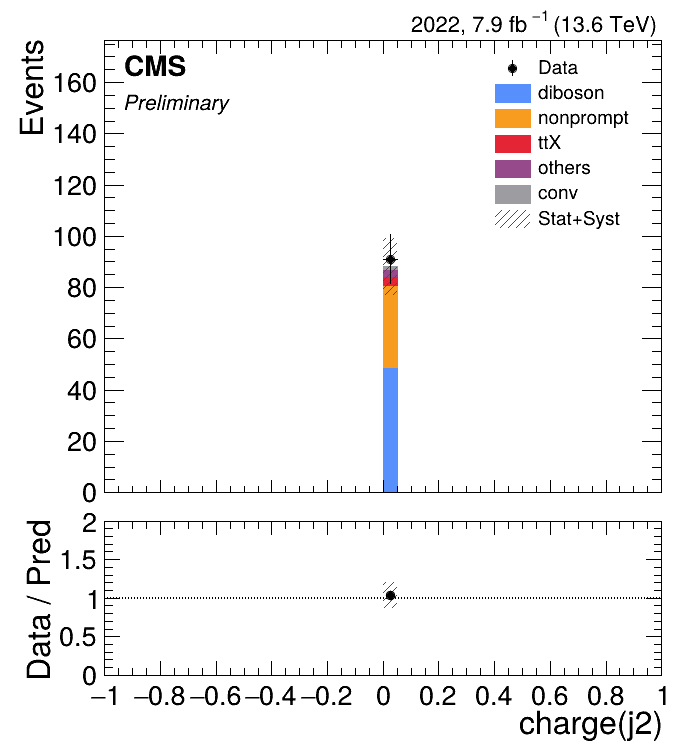 2022, 7.9 fb⁻¹ (13.6 TeV)
CMS
Preliminary
Events
160
140
120
100
80
60
40
20
0
Data
diboson
nonprompt
ttX
others
conv
Stat+Syst
Data / Pred
2
1.5
1
0.5
0
−1 −0.8 −0.6 −0.4 −0.2 0 0.2 0.4 0.6 0.8 1
charge(j2)